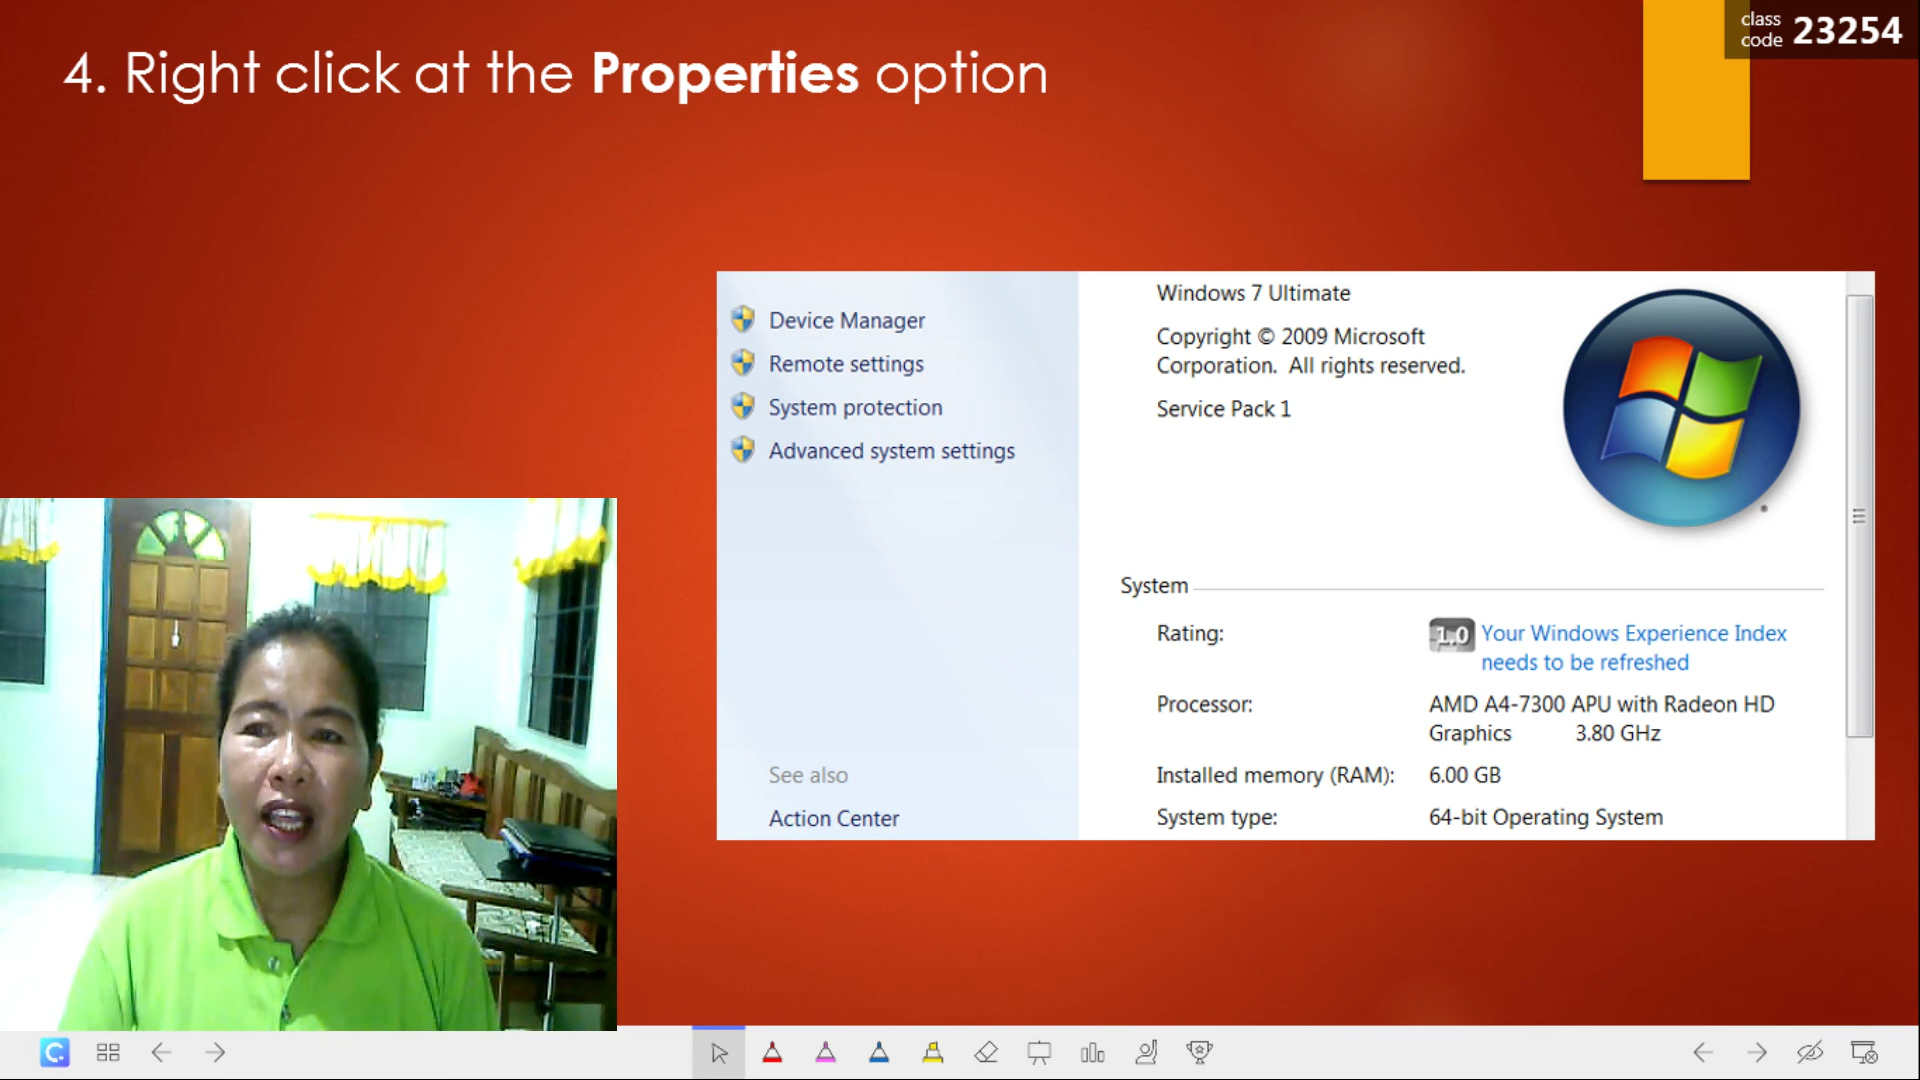 class
code 23254
4. Right click at the Properties option
Device Manager
Remote settings
System protection
Advanced system settings
See also
Action Center
Windows 7 Ultimate
Copyright © 2009 Microsoft
Corporation.  All rights reserved.
Service Pack 1
System
Rating:
1.0 Your Windows Experience Index
needs to be refreshed
Processor:
AMD A4-7300 APU with Radeon HD
Graphics 3.80 GHz
Installed memory (RAM): 6.00 GB
System type: 64-bit Operating System
C.